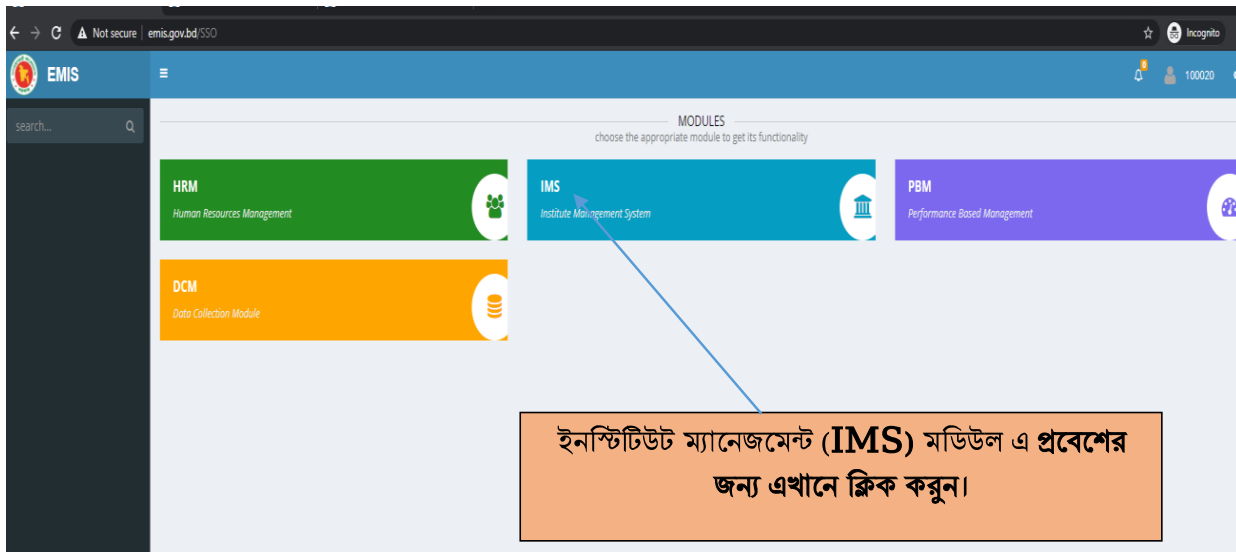 Not secure | emis.gov.bd/SSO
Incognito
EMIS
0
100020
search...
MODULES
choose the appropriate module to get its functionality
HRM
Human Resources Management
IMS
Institute Management System
PBM
Performance Based Management
DCM
Data Collection Module
ইনস্টিটিউট ম্যানেজমেন্ট (IMS) মডিউল এ প্রবেশের
জন্য এখানে ক্লিক করুন।